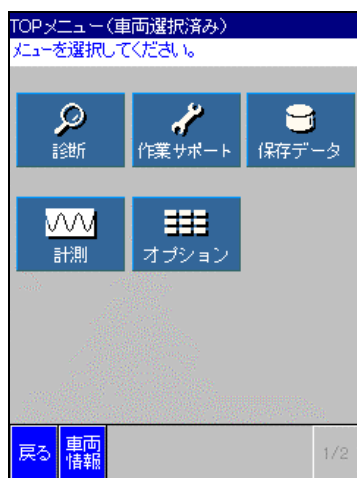 TOPメニュー(車両選択済み)
メニューを選択してください。
診断
作業サポート
保存データ
計測
オプション
戻る
車両
情報
1/2